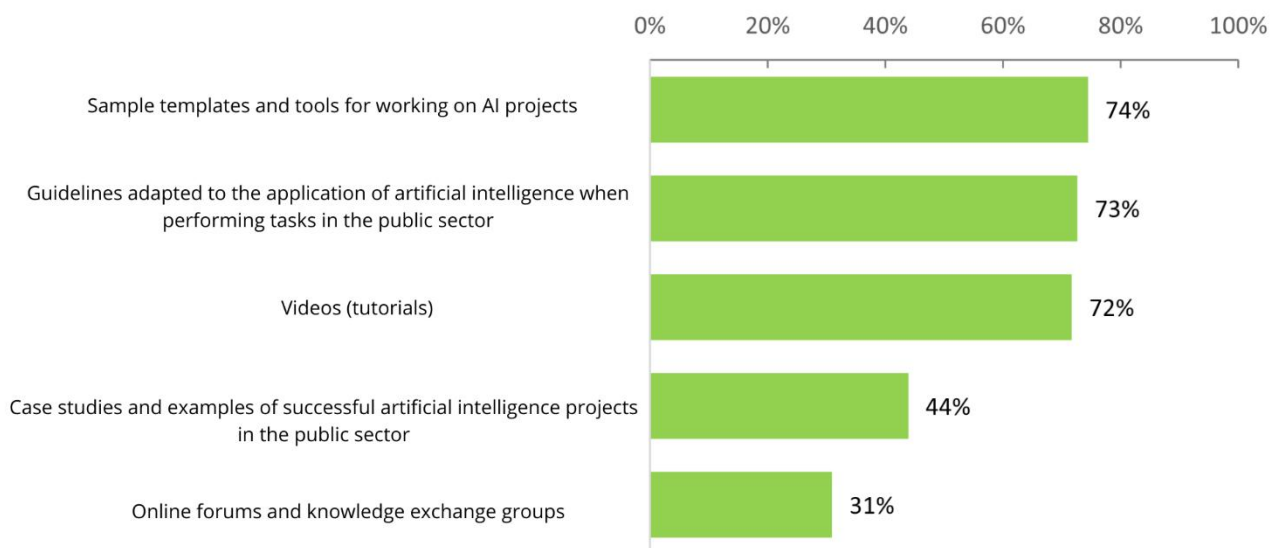 0% 20% 40% 60% 80% 100%
Sample templates and tools for working on AI projects
74%
Guidelines adapted to the application of artificial intelligence when
performing tasks in the public sector
73%
Videos (tutorials)
72%
Case studies and examples of successful artificial intelligence projects
in the public sector
44%
Online forums and knowledge exchange groups
31%